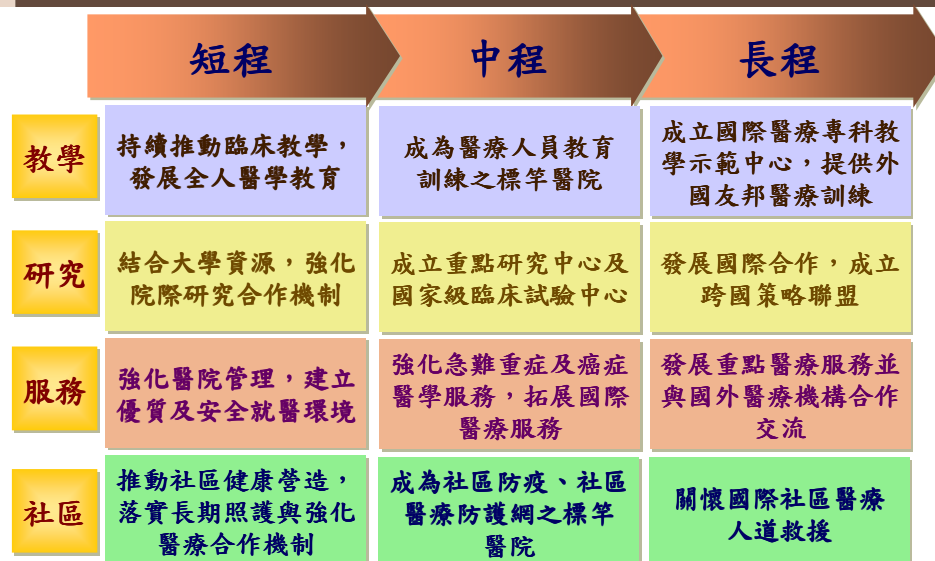 短程
中程
長程
教學
持續推動臨床教學，
發展全人醫學教育
成為醫療人員教育
訓練之標竿醫院
成立國際醫療專科教
學示範中心，提供外
國友邦醫療訓練
研究
結合大學資源，強化
院際研究合作機制
成立重點研究中心及
國家級臨床試驗中心
發展國際合作，成立
跨國策略聯盟
服務
強化醫院管理，建立
優質及安全就醫環境
強化急難重症及癌症
醫學服務，拓展國際
醫療服務
發展重點醫療服務並
與國外醫療機構合作
交流
社區
推動社區健康營造，
落實長期照護與強化
醫療合作機制
成為社區防疫、社區
醫療防護網之標竿
醫院
關懷國際社區醫療
人道救援